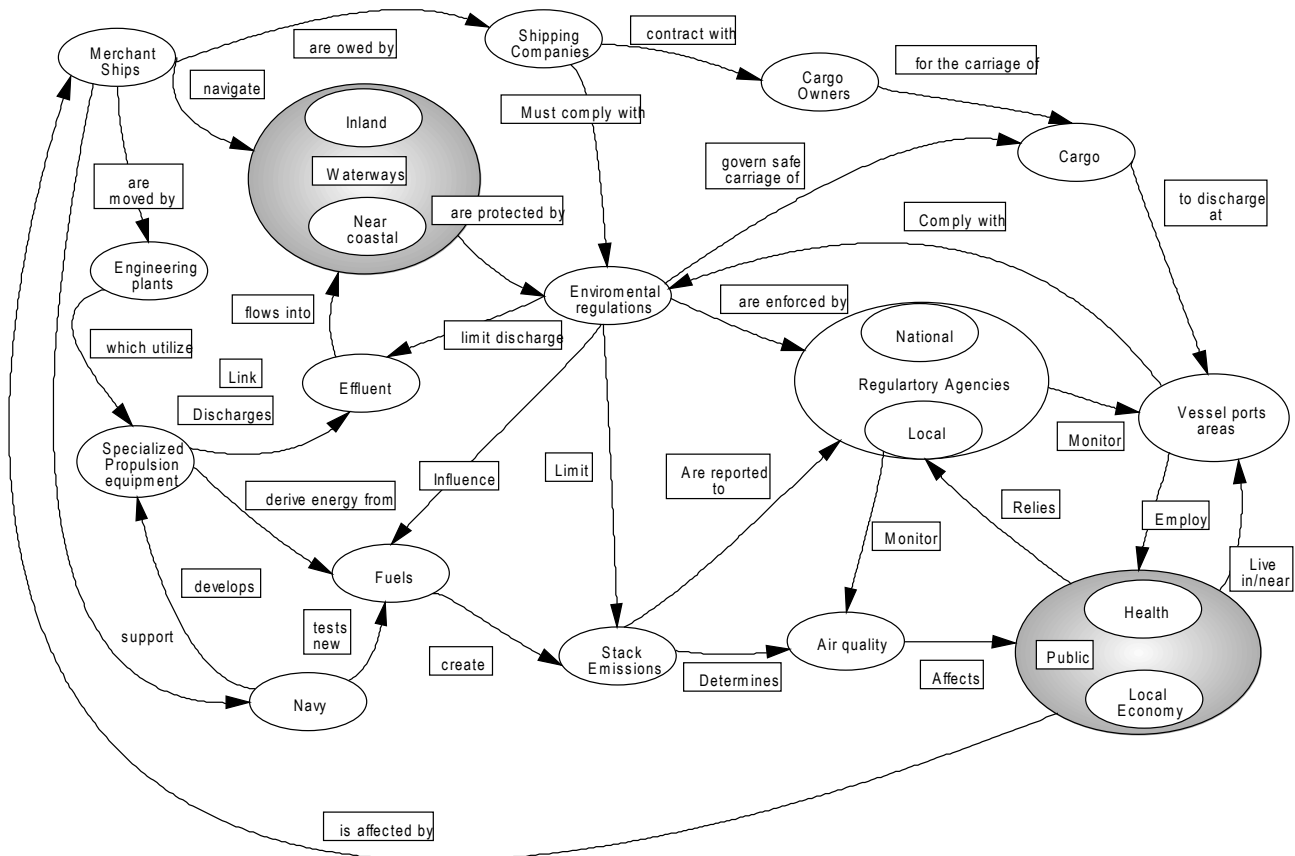 Merchant
Ships
are owed by
Shipping
Companies
contract with
Cargo
Owners
for the carriage of
navigate
Inland
Waterways
Near
coastal
Must comply with
govern safe
carriage of
Cargo
are
moved by
are protected by
Comply with
to discharge
at
Engineering
plants
flows into
Enviromental
regulations
are enforced by
which utilize
Link
limit discharge
National
Regulartory Agencies
Local
Effluent
Discharges
Monitor
Vessel ports
areas
Specialized
Propulsion
equipment
derive energy from
Influence
Limit
Are reported
to
Relies
Employ
Monitor
Live
in/near
Fuels
develops
tests
new
support
create
Stack
Emissions
Determines
Air quality
Affects
Health
Public
Local
Economy
Navy
is affected by